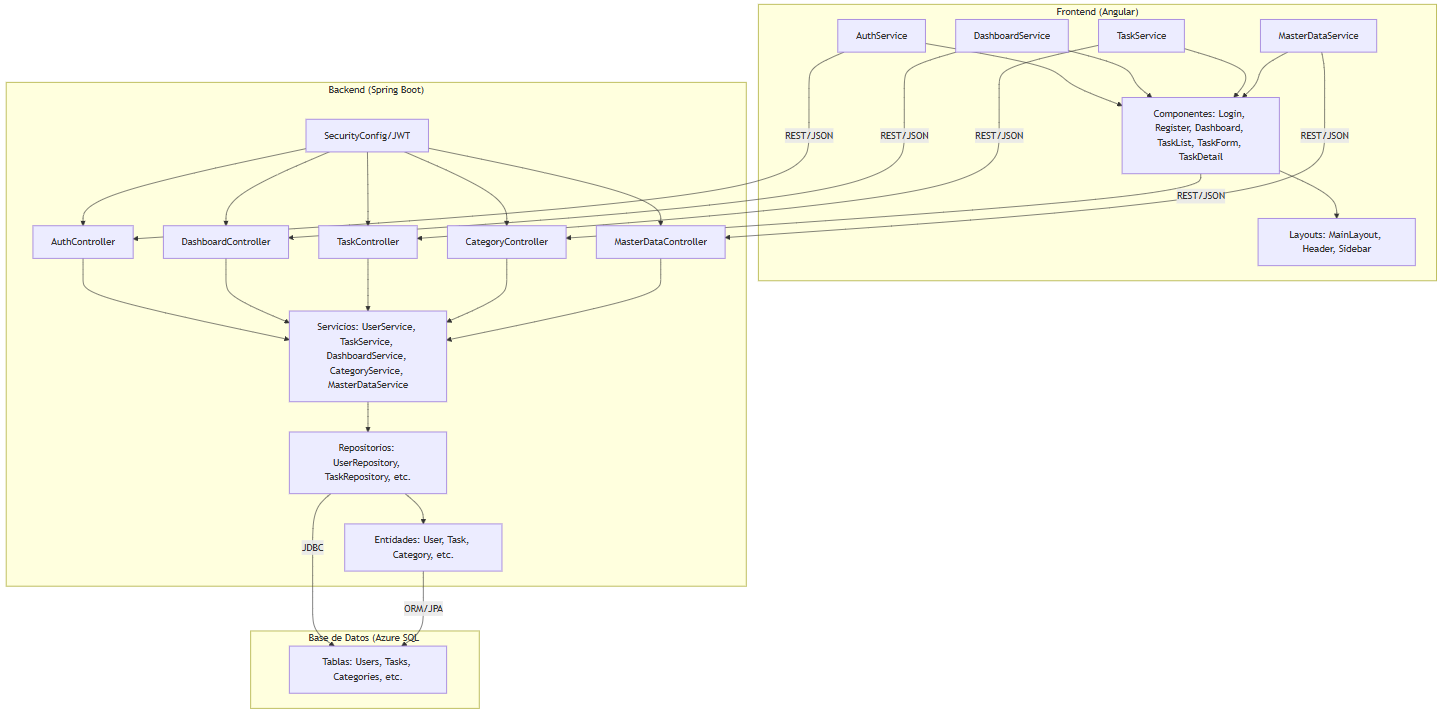 Frontend (Angular)
AuthService
DashboardService
TaskService
MasterDataService
Componentes: Login,
Register, Dashboard,
TaskList, TaskForm,
TaskDetail
REST/JSON
REST/JSON
REST/JSON
REST/JSON
REST/JSON
Layouts: MainLayout,
Header, Sidebar
Backend (Spring Boot)
SecurityConfig/JWT
AuthController
DashboardController
TaskController
CategoryController
MasterDataController
Servicios: UserService,
TaskService,
DashboardService,
CategoryService,
MasterDataService
Repositorios:
UserRepository,
TaskRepository, etc.
JDBC
Entidades: User, Task,
Category, etc.
ORM/JPA
Base de Datos (Azure SQL
Tablas: Users, Tasks,
Categories, etc.